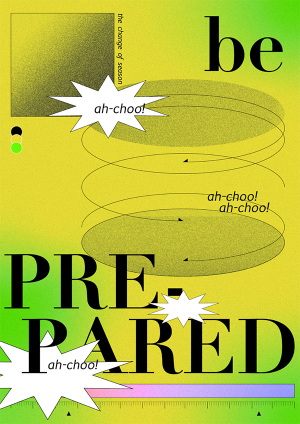 be
the change of season
ah-choo!
ah-choo!
ah-choo!
PRE-
PARED
ah-choo!